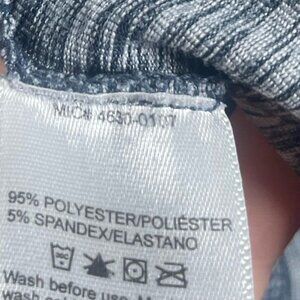 MIC# 4630-0107
95% POLYESTER/POLIÉSTER
5% SPANDEX/ELASTANO
Wash before use.